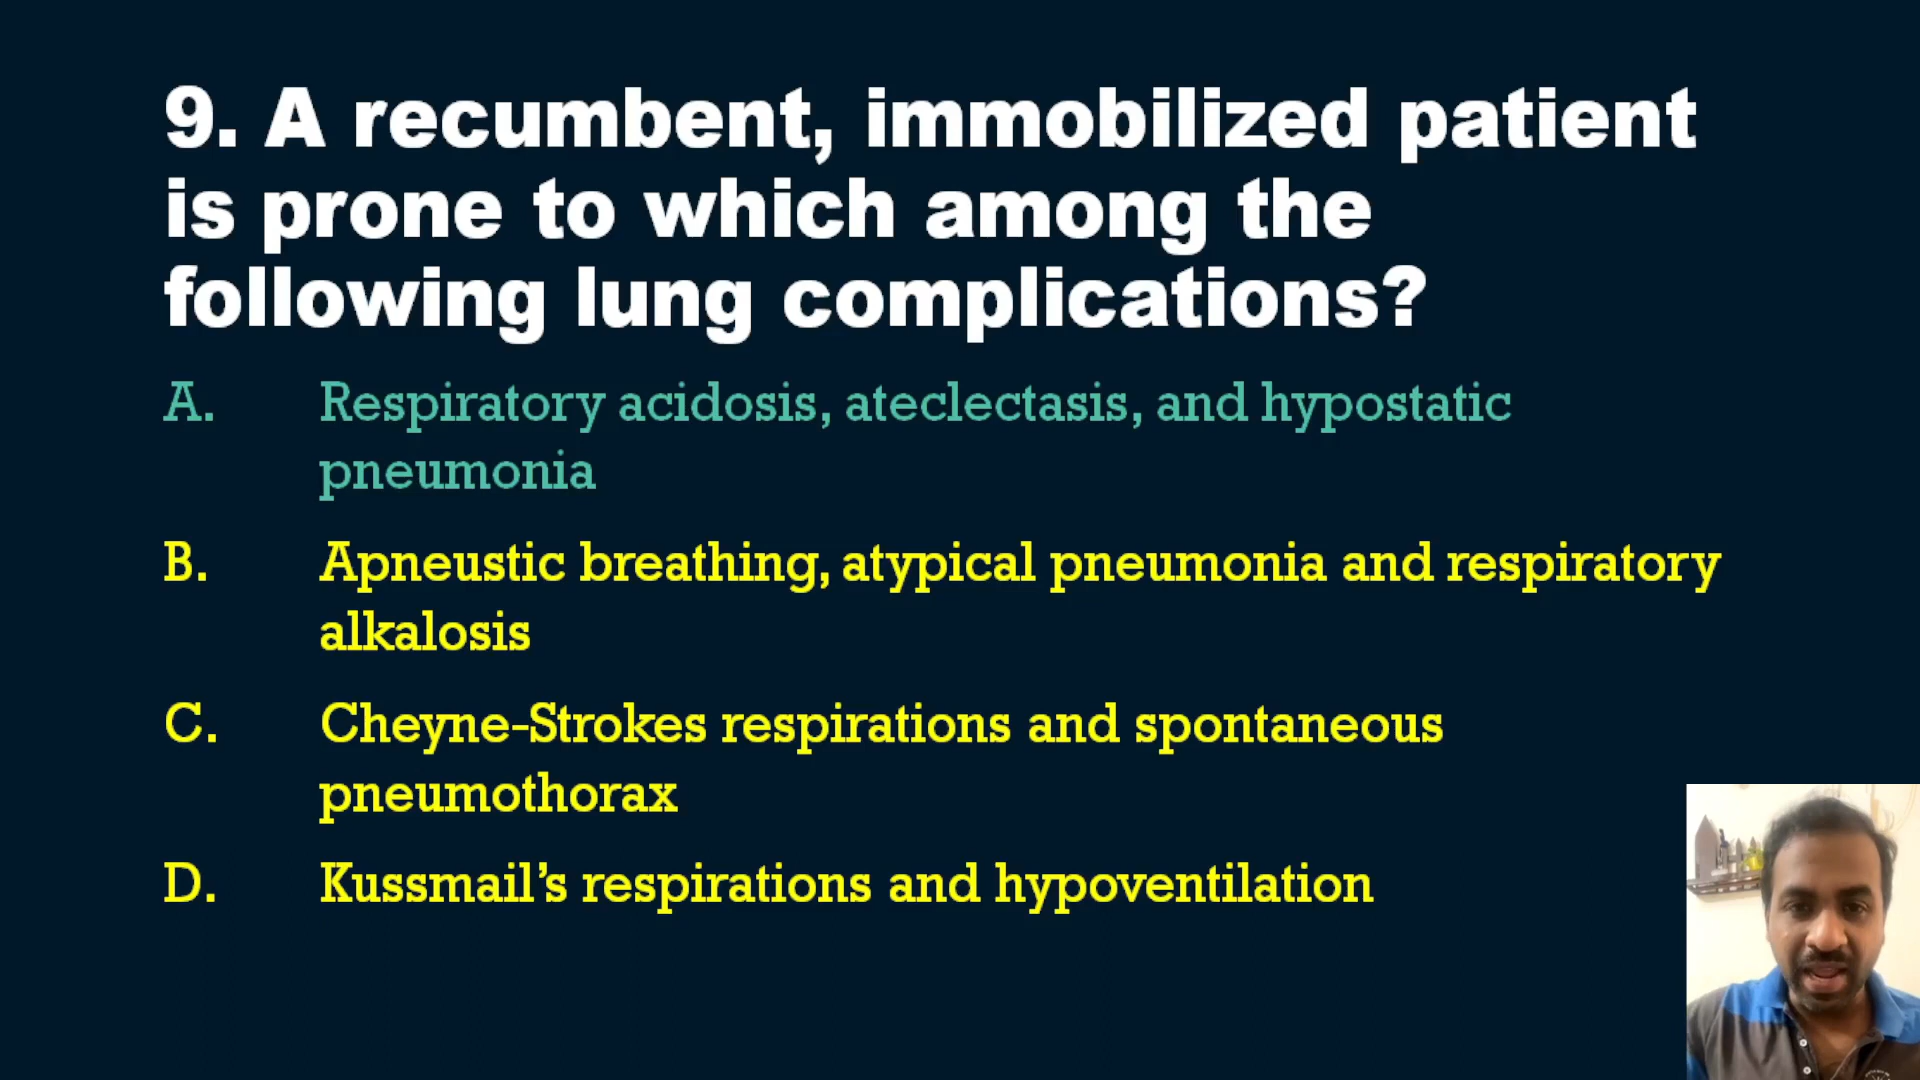 9. A recumbent, immobilized patient
is prone to which among the
following lung complications?
A. Respiratory acidosis, ateclectasis, and hypostatic
pneumonia
B. Apneustic breathing, atypical pneumonia and respiratory
alkalosis
C. Cheyne-Strokes respirations and spontaneous
pneumothorax
D. Kussmail’s respirations and hypoventilation